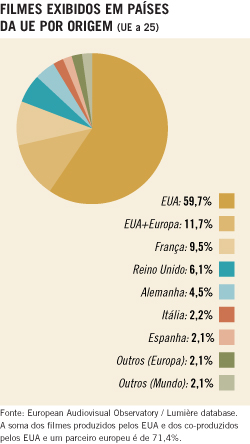 FILMES EXIBIDOS EM PAÍSES
DA UE POR ORIGEM (UE a 25)
EUA: 59,7%
EUA+Europa: 11,7%
França: 9,5%
Reino Unido: 6,1%
Alemanha: 4,5%
Itália: 2,2%
Espanha: 2,1%
Outros (Europa): 2,1%
Outros (Mundo): 2,1%
Fonte: European Audiovisual Observatory / Lumière database.
A soma dos filmes produzidos pelos EUA e dos co-produzidos
pelos EUA e um parceiro europeu é de 71,4%.